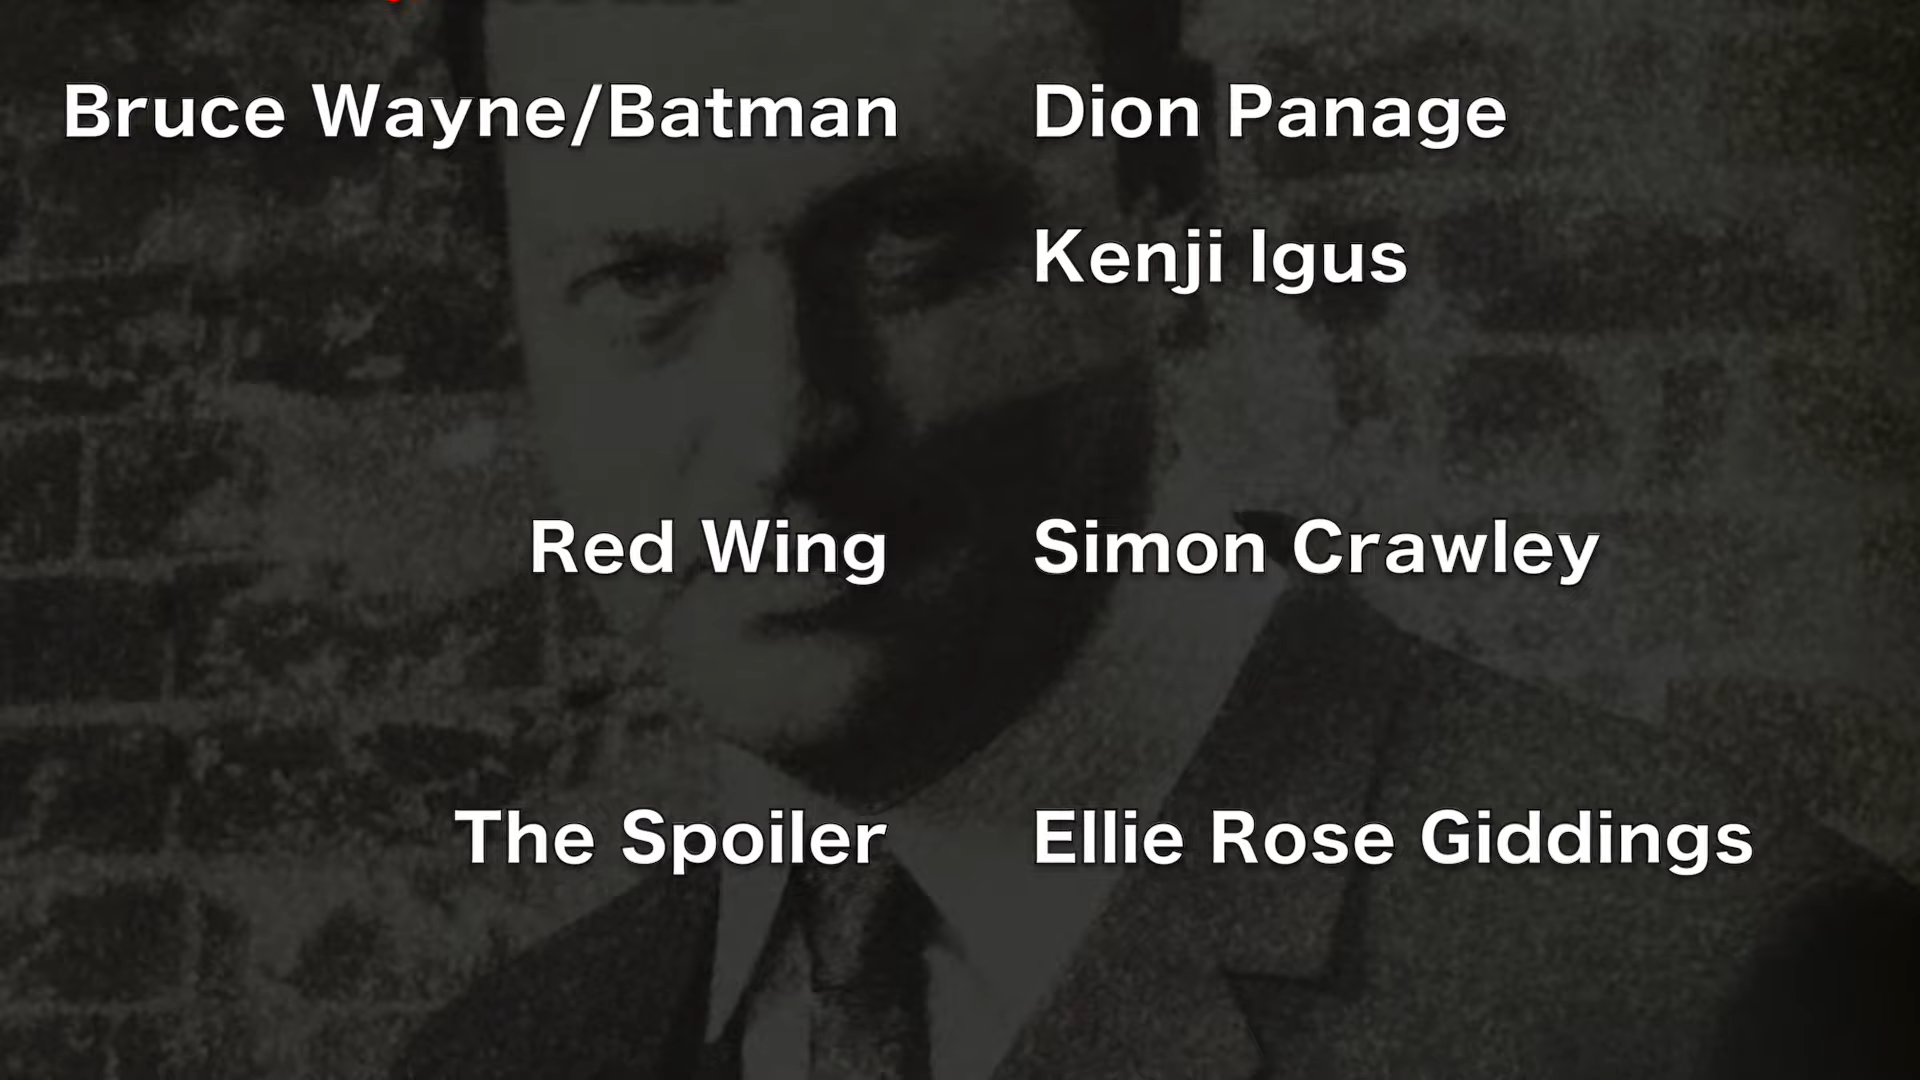 Bruce Wayne/Batman Dion Panage
Kenji Igus
Red Wing Simon Crawley
The Spoiler Ellie Rose Giddings